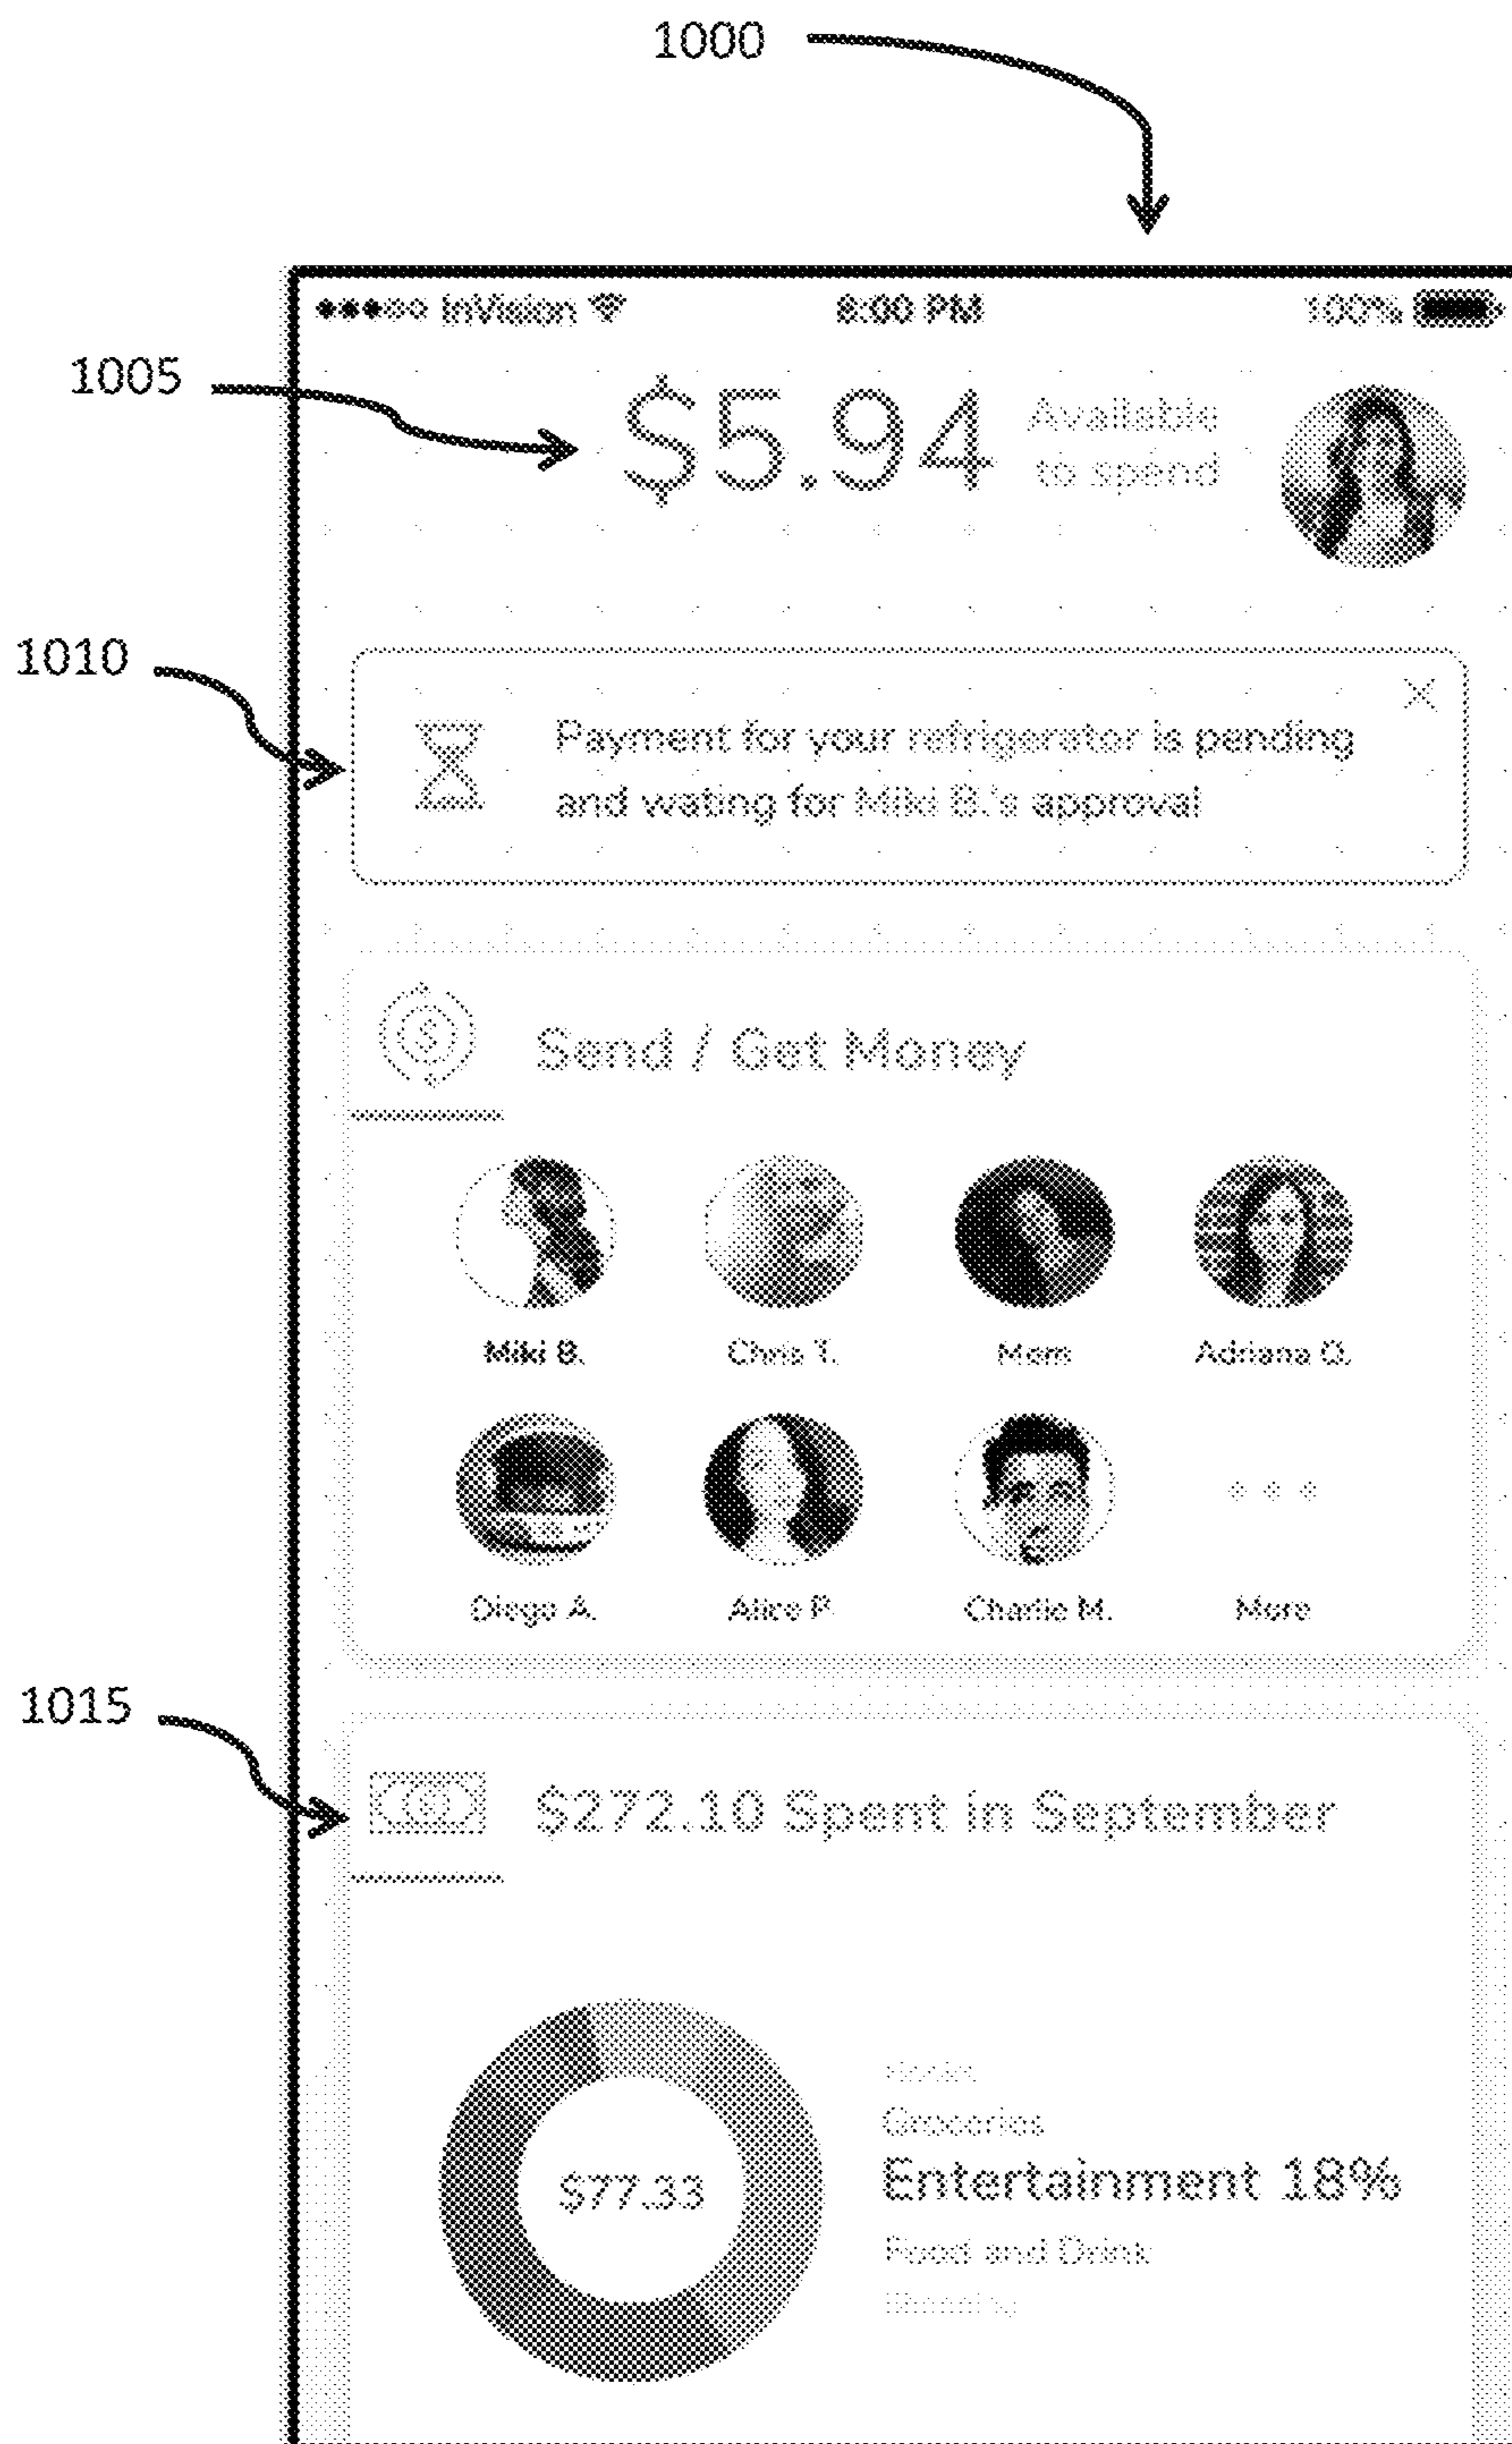 1000
InVision 8:00 PM 100%
1005
$5.94
Available
to spend
1010
Payment for your refrigerator is pending
and wating for Miki B.'s approval
Send / Get Money
Miki B. Chris T. Mom Adriana O.
Diego A. Alice P. Charlie M. More
1015
$272.10 Spent in September
$77.33
Groceries
Entertainment 18%
Food and Drink